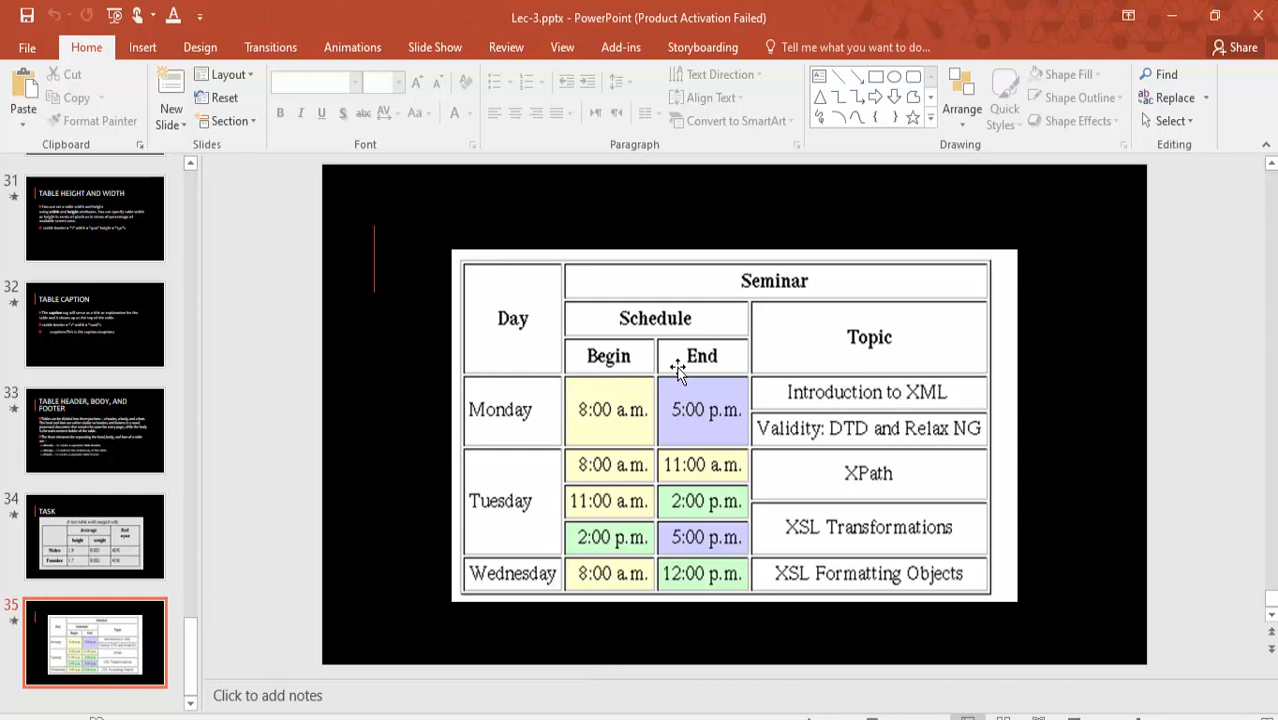 Lec-3.pptx - PowerPoint (Product Activation Failed)
File Home Insert Design Transitions Animations Slide Show Review View Add-ins Storyboarding Tell me what you want to do... Share
Paste
Cut
Copy
Format Painter
Clipboard
New Slide
Layout
Reset
Section
Slides
Font
Text Direction
Align Text
Convert to SmartArt
Paragraph
Arrange
Quick Styles
Shape Fill
Shape Outline
Shape Effects
Drawing
Find
Replace
Select
Editing
31
TABLE HEIGHT AND WIDTH
32
TABLE CAPTION
33
TABLE HEADER, BODY, AND FOOTER
34
TASK
Average
height weight
Males
Females
35
Day
Seminar
Schedule
Topic
Begin End
Monday 8:00 a.m. 5:00 p.m. Introduction to XML
Validity: DTD and Relax NG
Tuesday 8:00 a.m. 11:00 a.m. XPath
11:00 a.m. 2:00 p.m.
2:00 p.m. 5:00 p.m. XSL Transformations
Wednesday 8:00 a.m. 12:00 p.m. XSL Formatting Objects
Click to add notes